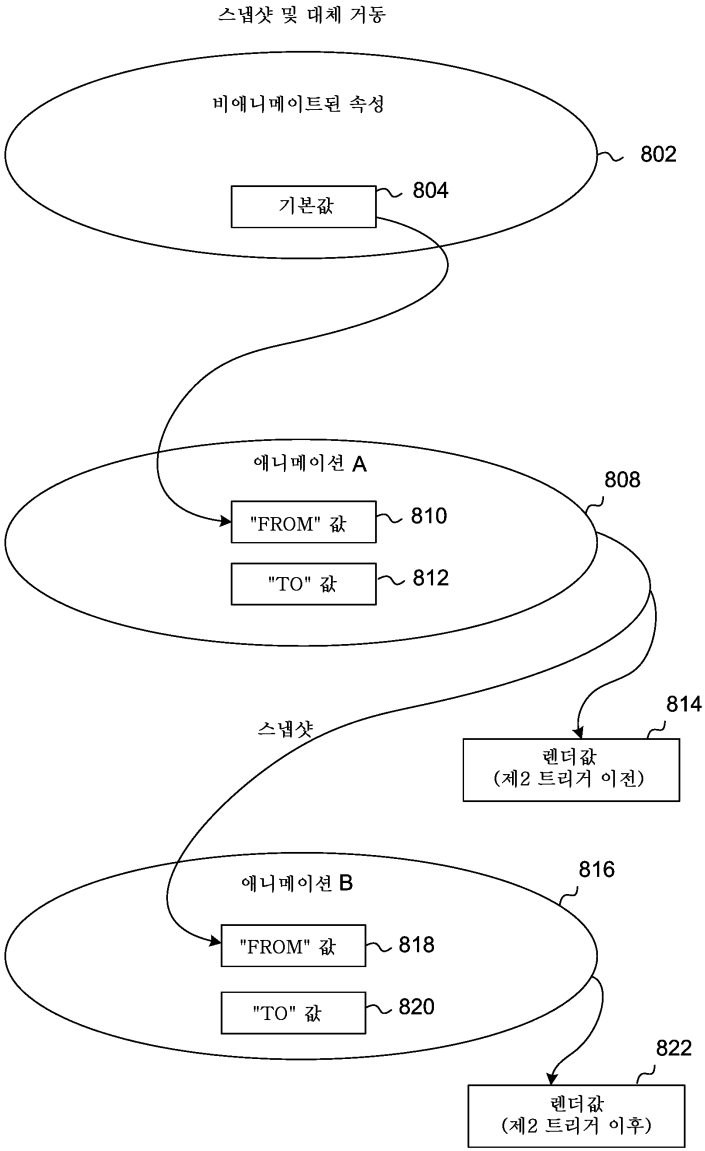 스냅샷 및 대체 거동
비애니메이트된 속성
802
804
기본값
애니메이션 A
808
"FROM" 값
810
"TO" 값
812
스냅샷
814
렌더값
(제2 트리거 이전)
애니메이션 B
816
"FROM" 값
818
"TO" 값
820
822
렌더값
(제2 트리거 이후)